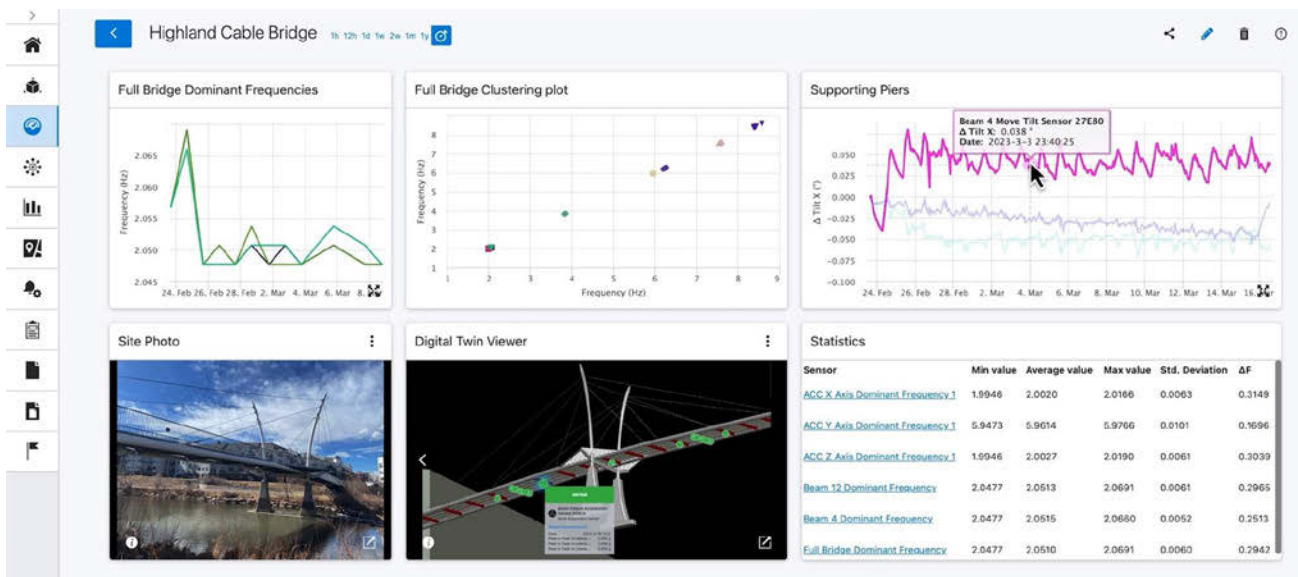 Highland Cable Bridge 1h 12h 1d 1w 2w 1m 1y
Full Bridge Dominant Frequencies
Frequency (Hz)
2.065
2.060
2.055
2.050
2.045
24. Feb 26. Feb 28. Feb 2. Mar 4. Mar 6. Mar 8.
Full Bridge Clustering plot
Frequency (Hz)
8
7
6
5
4
3
2
1
1 2 3 4 5 6 7 8 9
Frequency (Hz)
Supporting Piers
Beam 4 Move Tilt Sensor 27E80
Δ Tilt X: 0.038 °
Date: 2023-3-3 23:40:25
Δ Tilt X (°)
0.050
0.025
0.000
-0.025
-0.050
-0.075
-0.100
24. Feb 26. Feb 28. Feb 2. Mar 4. Mar 6. Mar 8. Mar 10. Mar 12. Mar 14. Mar 16.
Site Photo
Digital Twin Viewer
Statistics
Sensor Min value Average value Max value Std. Deviation ΔF
ACC X Axis Dominant Frequency 1 1.9946 2.0020 2.0166 0.0063 0.3149
ACC Y Axis Dominant Frequency 1 5.9473 5.9614 5.9766 0.0101 0.1696
ACC Z Axis Dominant Frequency 1 1.9946 2.0027 2.0190 0.0061 0.3039
Beam 12 Dominant Frequency 2.0477 2.0513 2.0691 0.0061 0.2965
Beam 4 Dominant Frequency 2.0477 2.0515 2.0660 0.0052 0.2513
Full Bridge Dominant Frequency 2.0477 2.0510 2.0691 0.0060 0.2942